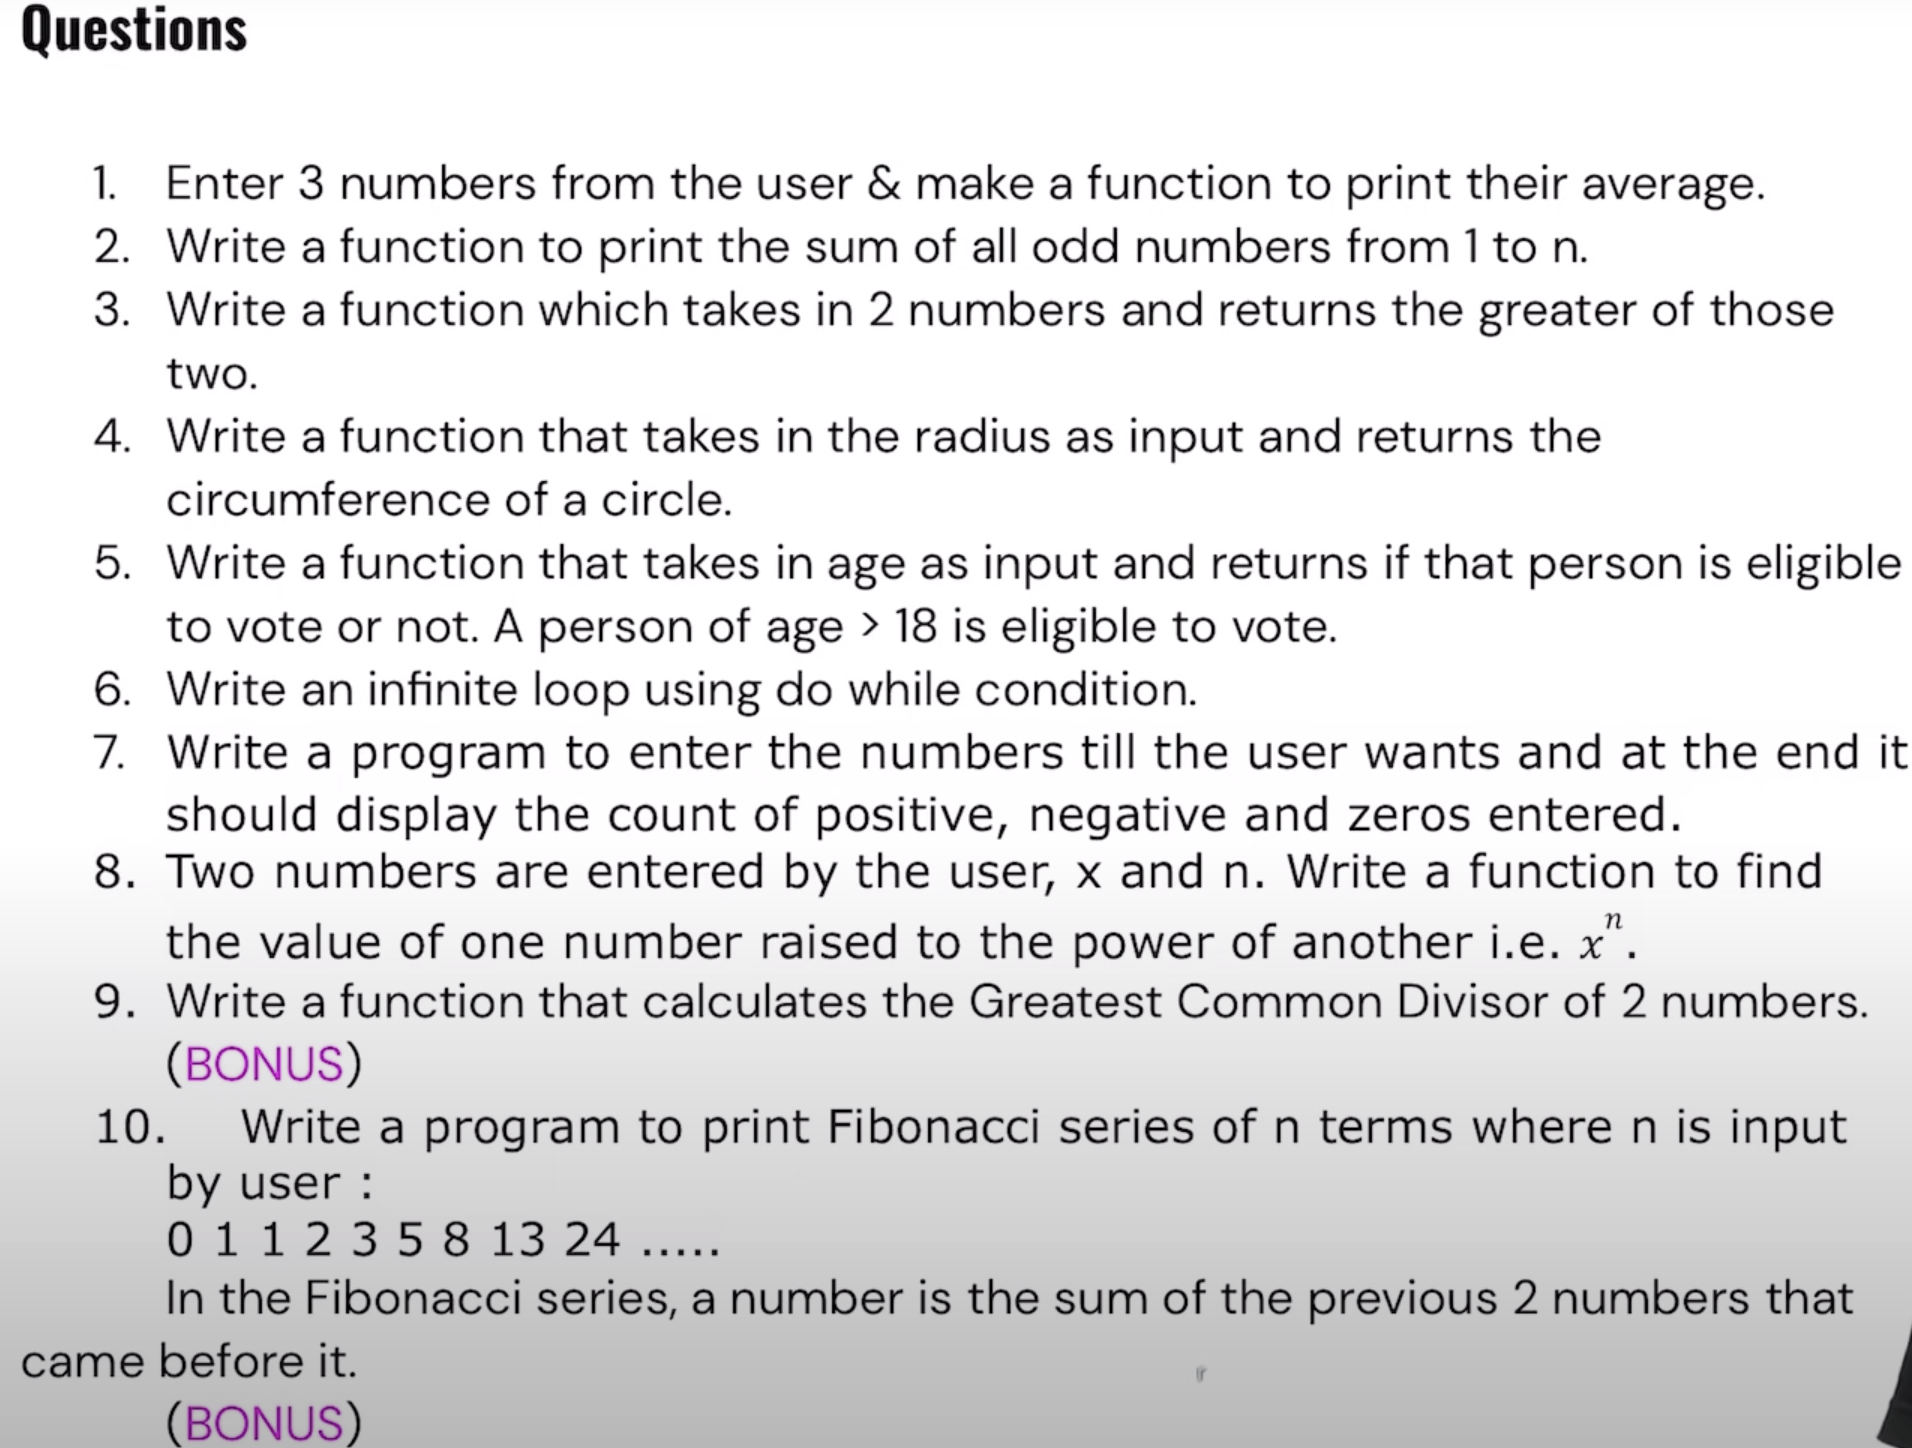 Questions
1. Enter 3 numbers from the user & make a function to print their average.
2. Write a function to print the sum of all odd numbers from 1 to n.
3. Write a function which takes in 2 numbers and returns the greater of those
two.
4. Write a function that takes in the radius as input and returns the
circumference of a circle.
5. Write a function that takes in age as input and returns if that person is eligible
to vote or not. A person of age > 18 is eligible to vote.
6. Write an infinite loop using do while condition.
7. Write a program to enter the numbers till the user wants and at the end it
should display the count of positive, negative and zeros entered.
8. Two numbers are entered by the user, x and n. Write a function to find
the value of one number raised to the power of another i.e. xⁿ.
9. Write a function that calculates the Greatest Common Divisor of 2 numbers.
(BONUS)
10. Write a program to print Fibonacci series of n terms where n is input
by user :
0 1 1 2 3 5 8 13 24 .....
In the Fibonacci series, a number is the sum of the previous 2 numbers that
came before it.
(BONUS)